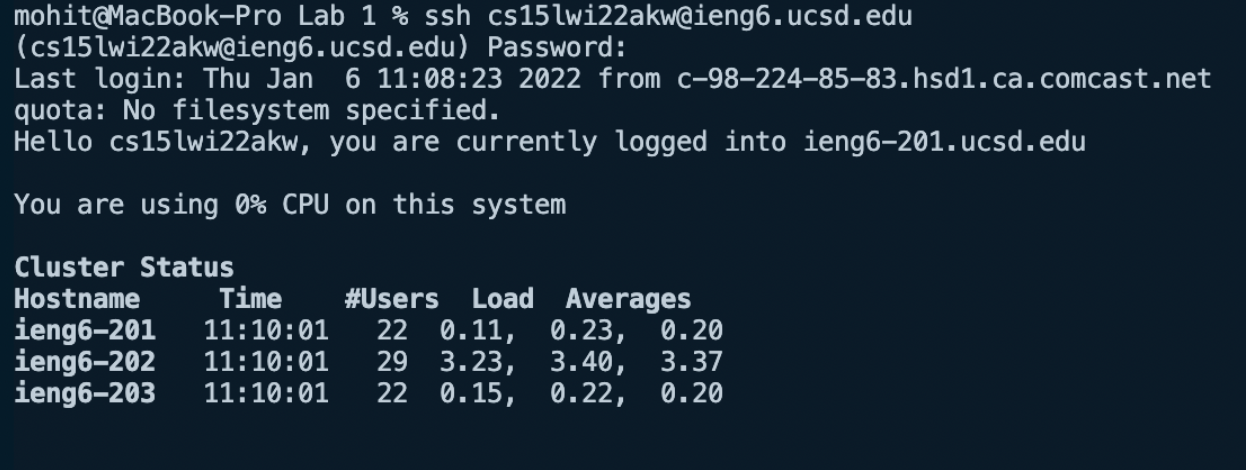 mohit@MacBook-Pro Lab 1 % ssh cs15lwi22akw@ieng6.ucsd.edu
(cs15lwi22akw@ieng6.ucsd.edu) Password:
Last login: Thu Jan  6 11:08:23 2022 from c-98-224-85-83.hsd1.ca.comcast.net
quota: No filesystem specified.
Hello cs15lwi22akw, you are currently logged into ieng6-201.ucsd.edu
You are using 0% CPU on this system
Cluster Status
Hostname     Time    #Users  Load  Averages
ieng6-201   11:10:01   22  0.11,  0.23,  0.20
ieng6-202   11:10:01   29  3.23,  3.40,  3.37
ieng6-203   11:10:01   22  0.15,  0.22,  0.20